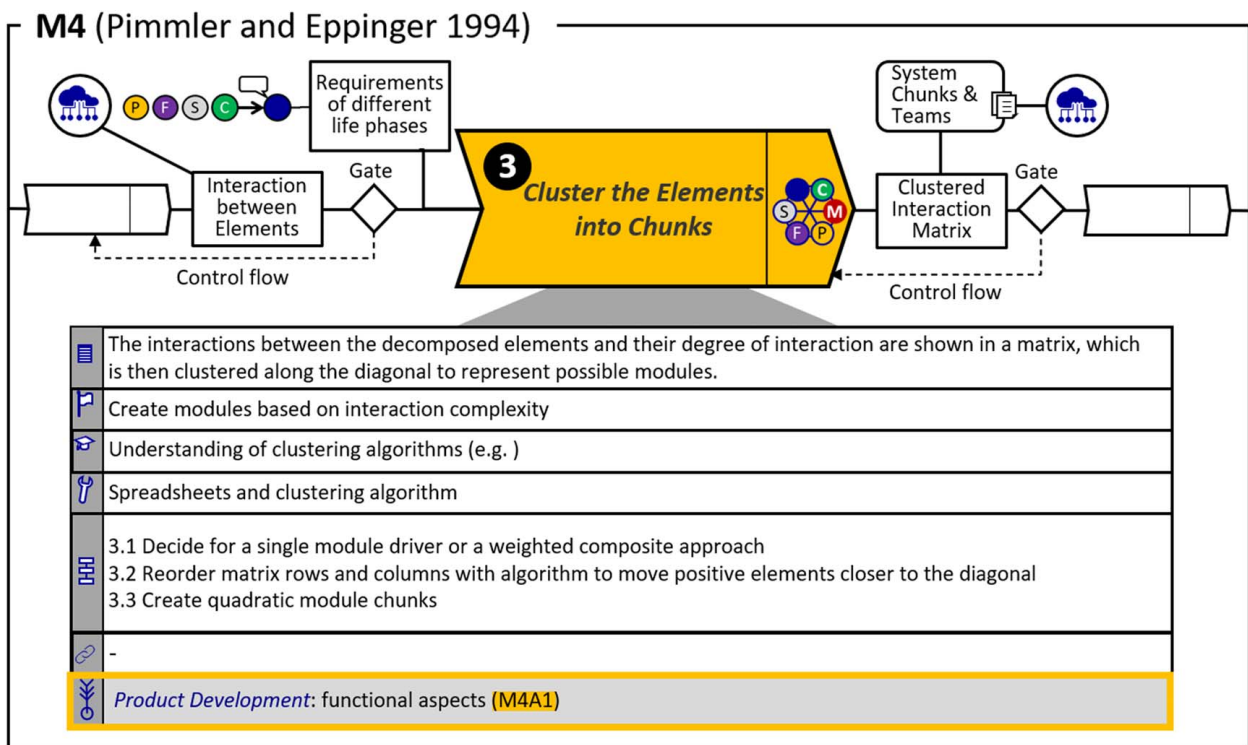 M4 (Pimmler and Eppinger 1994)
P F S C
Requirements
of different
life phases
Interaction
between
Elements
Gate
Control flow
3
Cluster the Elements
into Chunks
C
S M
F P
System
Chunks &
Teams
Clustered
Interaction
Matrix
Gate
Control flow
The interactions between the decomposed elements and their degree of interaction are shown in a matrix, which
is then clustered along the diagonal to represent possible modules.
Create modules based on interaction complexity
Understanding of clustering algorithms (e.g. )
Spreadsheets and clustering algorithm
3.1 Decide for a single module driver or a weighted composite approach
3.2 Reorder matrix rows and columns with algorithm to move positive elements closer to the diagonal
3.3 Create quadratic module chunks
-
Product Development: functional aspects (M4A1)